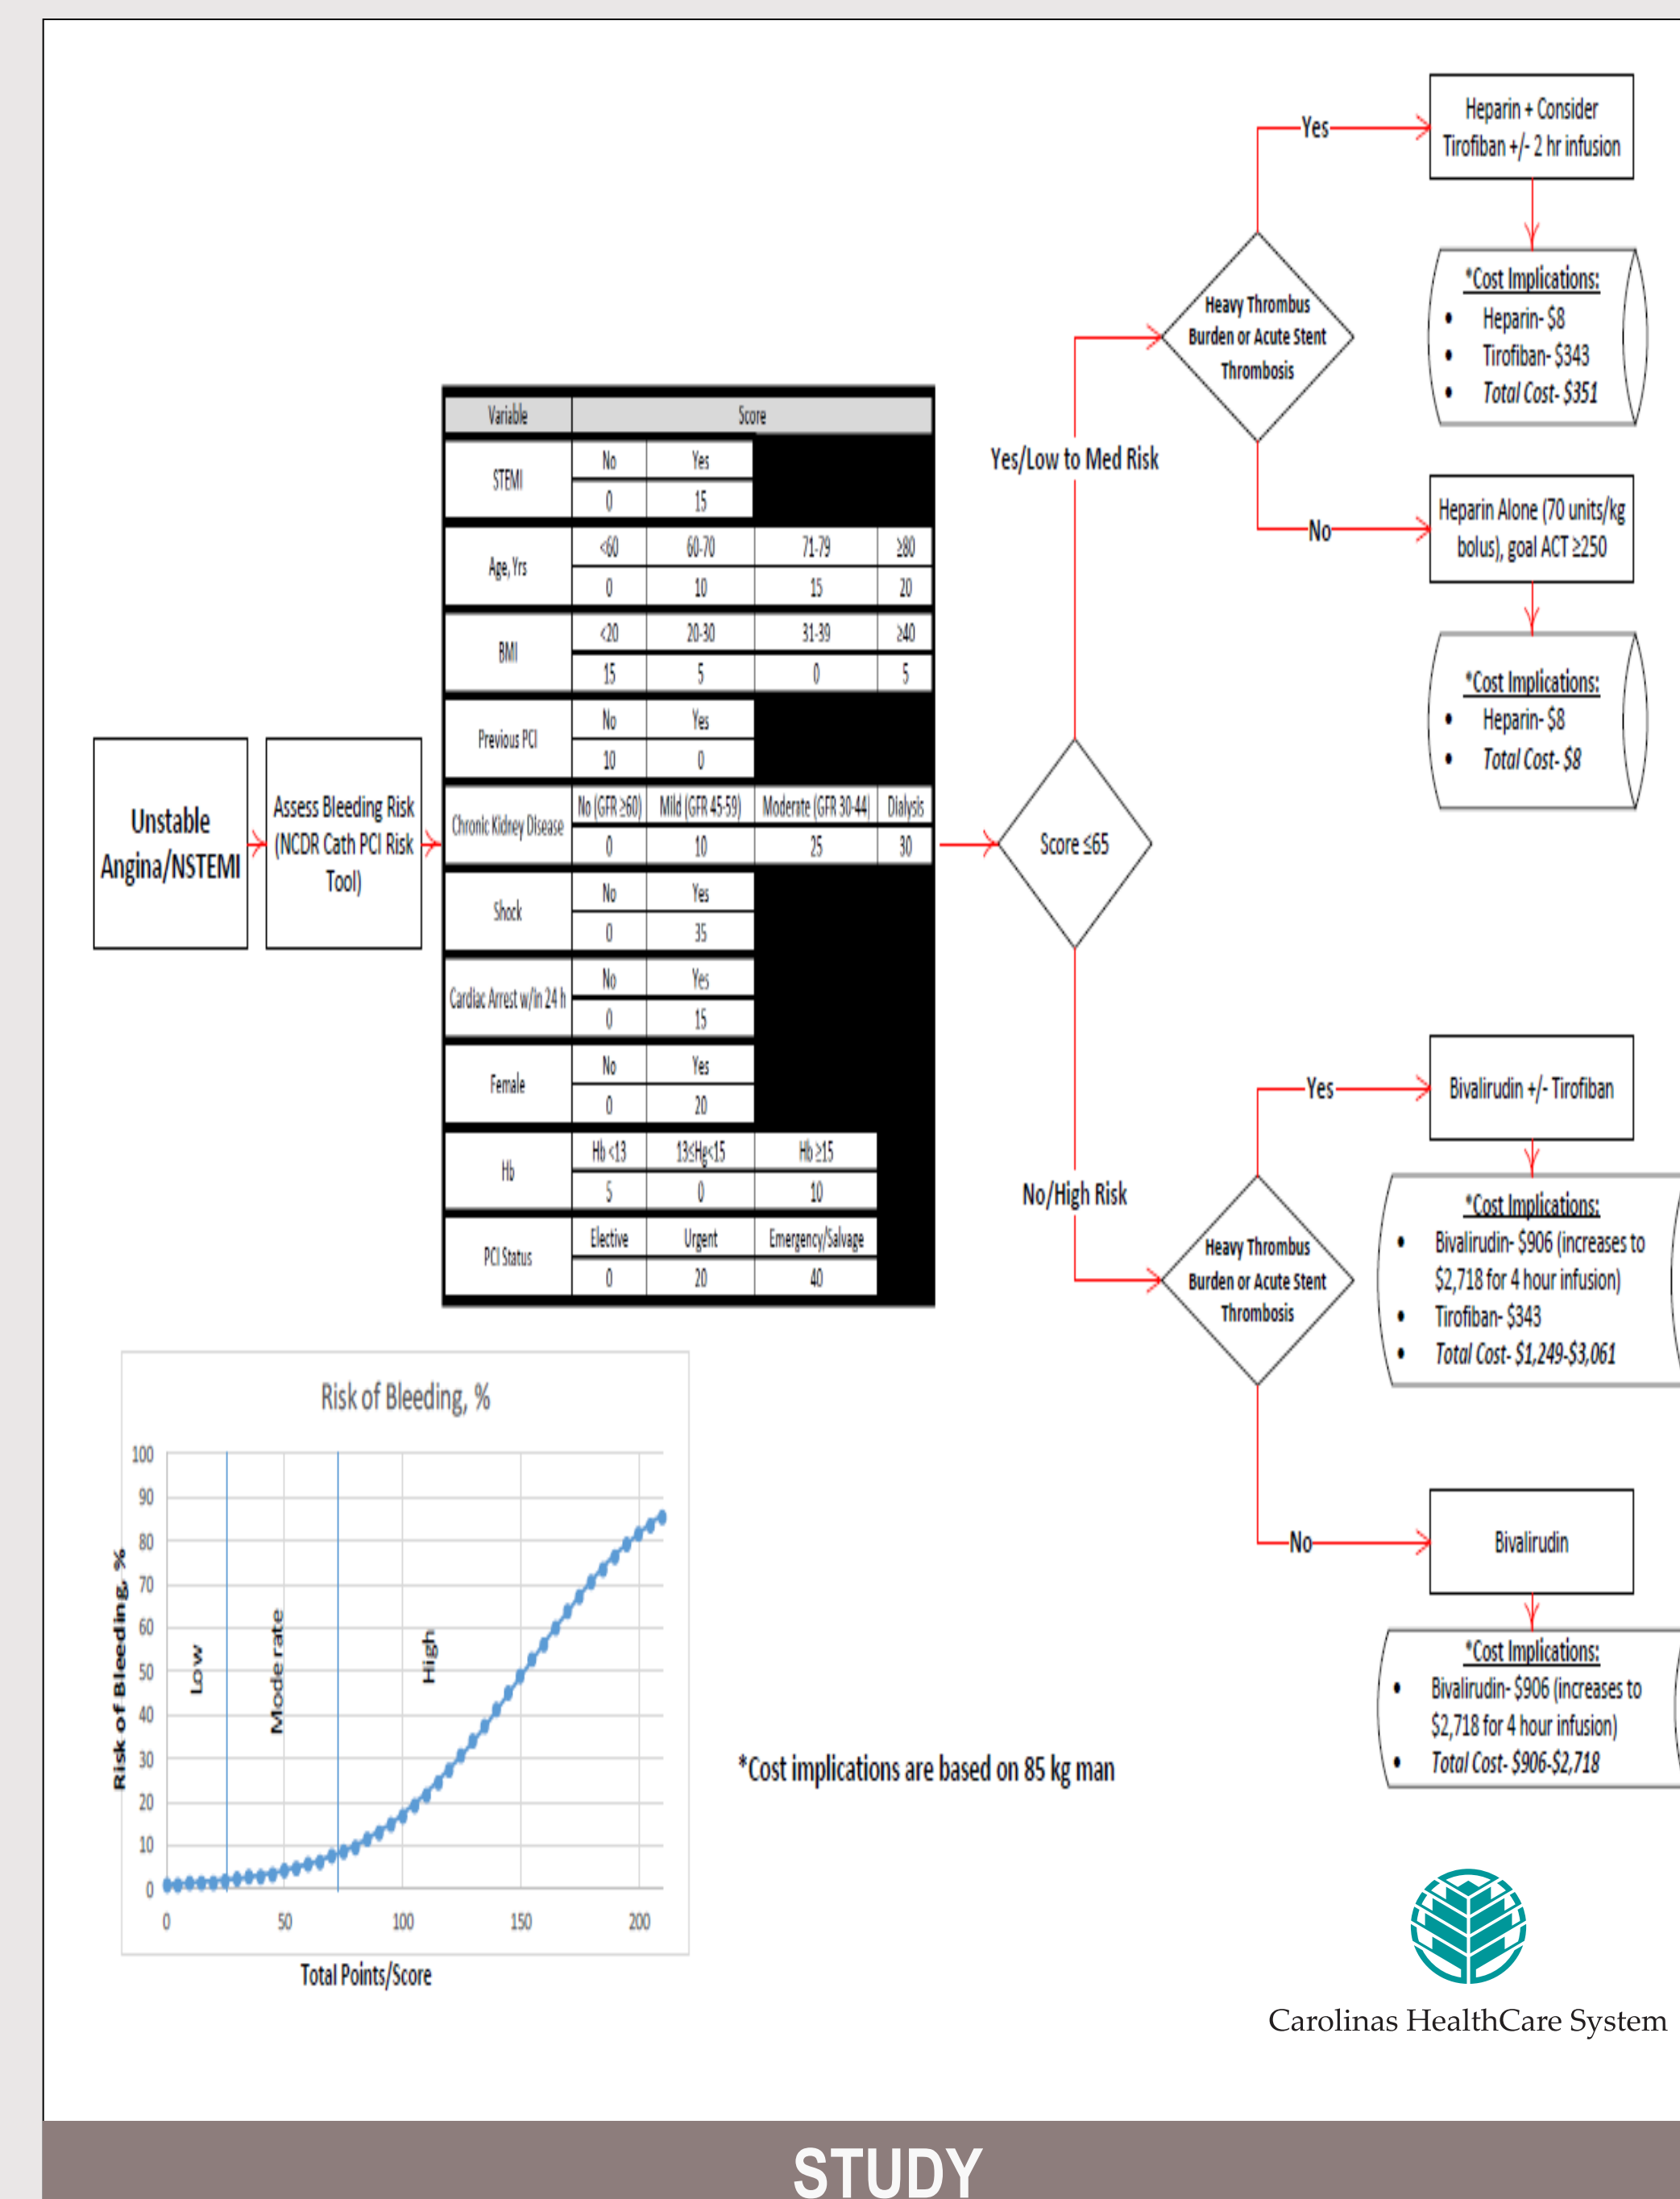 Unstable
Angina/NSTEMI
Assess Bleeding Risk
(NCDR Cath PCI Risk
Tool)
Variable Score
STEMI
No Yes
0 15
Age, Yrs
<60 60-70 71-79 ≥80
0 10 15 20
BMI
<20 20-30 31-39 ≥40
15 5 0 5
Previous PCI
No Yes
10 0
Chronic Kidney Disease
No (GFR ≥60) Mild (GFR 45-59) Moderate (GFR 30-44) Dialysis
0 10 25 30
Shock
No Yes
0 35
Cardiac Arrest w/in 24 h
No Yes
0 15
Female
No Yes
0 20
Hb
Hb <13 13≤Hg<15 Hb ≥15
5 0 10
PCI Status
Elective Urgent Emergency/Salvage
0 20 40
Score ≤65
Yes/Low to Med Risk
Heavy Thrombus
Burden or Acute Stent
Thrombosis
Yes
Heparin + Consider
Tirofiban +/- 2 hr infusion
*Cost Implications:
• Heparin- $8
• Tirofiban- $343
• Total Cost- $351
No
Heparin Alone (70 units/kg
bolus), goal ACT ≥250
*Cost Implications:
• Heparin- $8
• Total Cost- $8
No/High Risk
Heavy Thrombus
Burden or Acute Stent
Thrombosis
Yes
Bivalirudin +/- Tirofiban
*Cost Implications:
• Bivalirudin- $906 (increases to
$2,718 for 4 hour infusion)
• Tirofiban- $343
• Total Cost- $1,249-$3,061
No
Bivalirudin
*Cost Implications:
• Bivalirudin- $906 (increases to
$2,718 for 4 hour infusion)
• Total Cost- $906-$2,718
Risk of Bleeding, %
Risk of Bleeding, %
100
90
80
70
60
50
40
30
20
10
0
Low
Moderate
High
0 50 100 150 200
Total Points/Score
*Cost implications are based on 85 kg man
Carolinas HealthCare System
STUDY